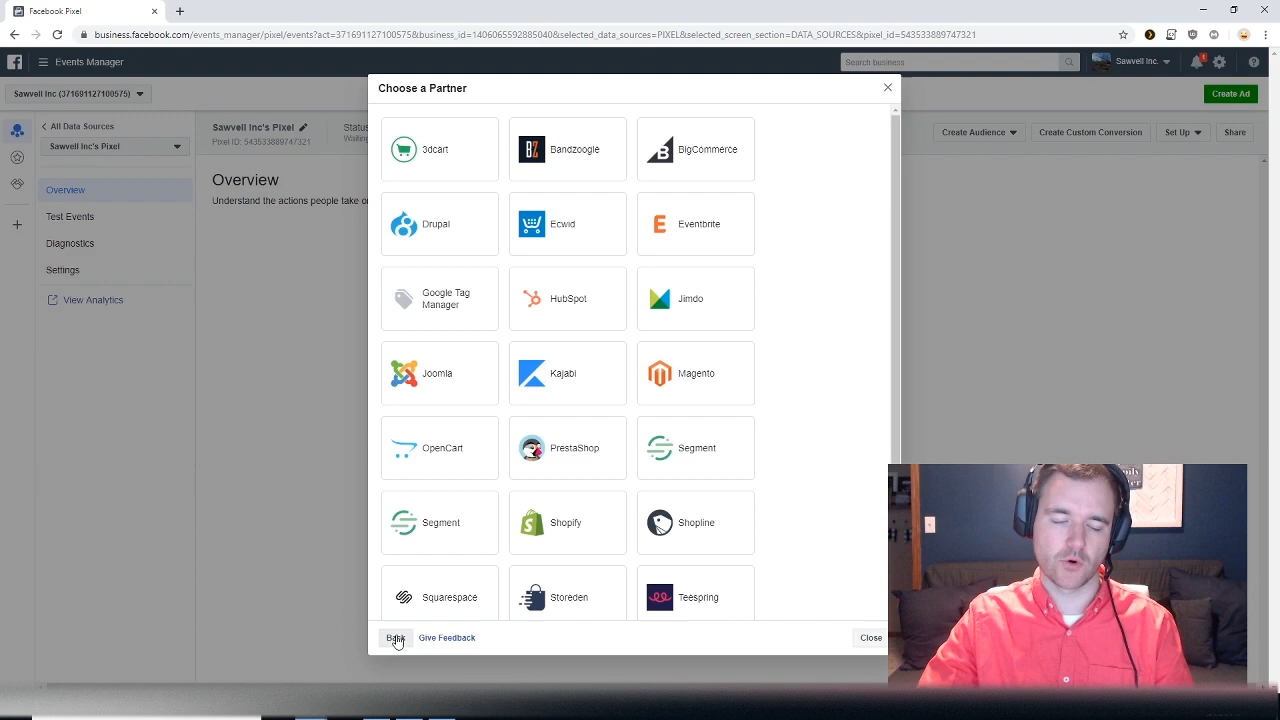 Facebook Pixel
business.facebook.com/events_manager/pixel/events?act=371691127100575&business_id=1406065592885040&selected_data_sources=PIXEL&selected_screen_section=DATA_SOURCES&pixel_id=543533889747321
Events Manager
Search business
Sawvell Inc.
1
Sawvell Inc (371691127100575)
Create Ad
All Data Sources
Sawvell Inc's Pixel
Sawvell Inc's Pixel
Pixel ID: 543533889747321
Status
Waiting
Create Audience
Create Custom Conversion
Set Up
Share
Overview
Test Events
Diagnostics
Settings
View Analytics
Overview
Understand the actions people take
Choose a Partner
3dcart
Bandzoogle
BigCommerce
Drupal
Ecwid
Eventbrite
Google Tag
Manager
HubSpot
Jimdo
Joomla
Kajabi
Magento
OpenCart
PrestaShop
Segment
Segment
Shopify
Shopline
Squarespace
Storeden
Teespring
Back
Give Feedback
Close